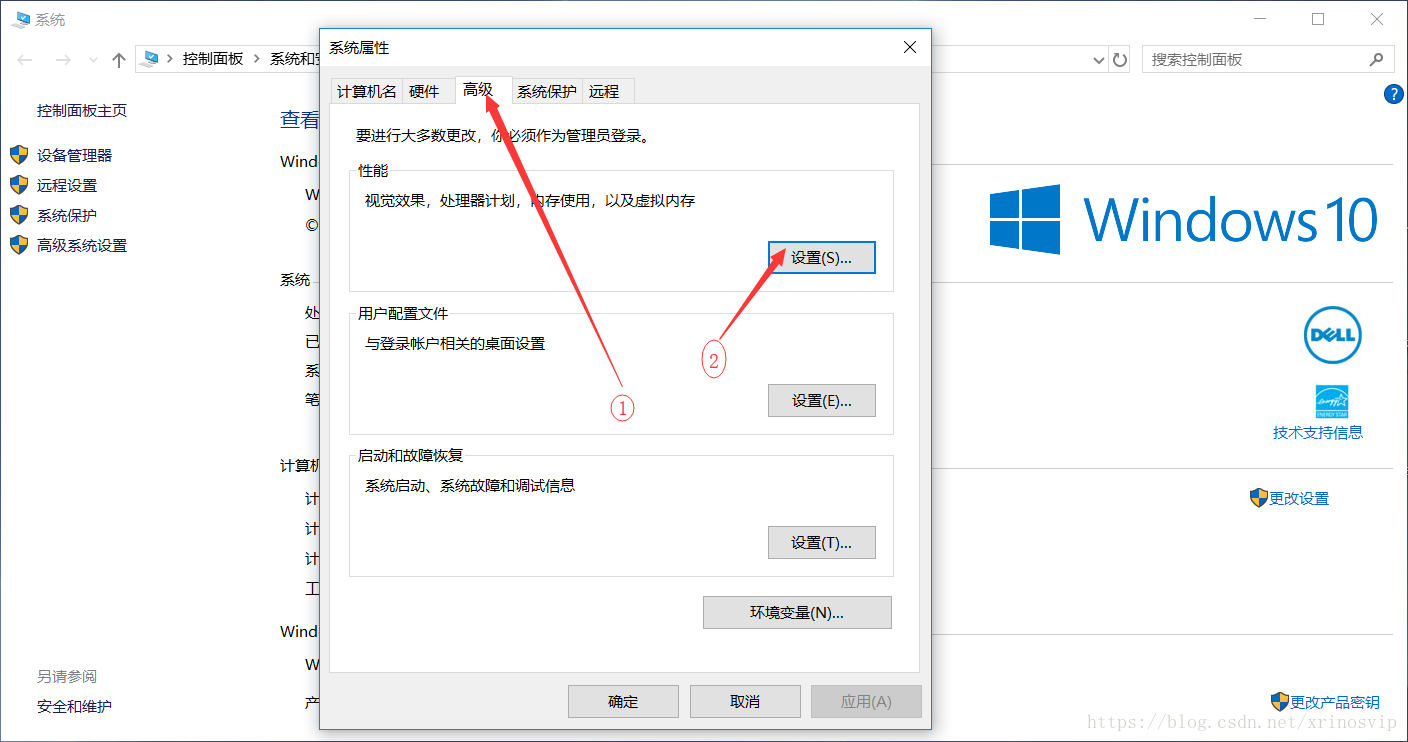 系统
控制面板
系统和安
搜索控制面板
控制面板主页
设备管理器
远程设置
系统保护
高级系统设置
另请参阅
安全和维护
查看
Wind
W
©
系统
处
已
系
笔
计算机
计
计
计
工
Wind
W
产
系统属性
计算机名 硬件 高级 系统保护 远程
要进行大多数更改，你必须作为管理员登录。
性能
视觉效果，处理器计划，内存使用，以及虚拟内存
设置(S)...
用户配置文件
与登录帐户相关的桌面设置
设置(E)...
启动和故障恢复
系统启动、系统故障和调试信息
设置(T)...
环境变量(N)...
确定 取消 应用(A)
①
②
?
Windows 10
DELL
ENERGY STAR
技术支持信息
更改设置
更改产品密钥
https://blog.csdn.net/xrinosvip